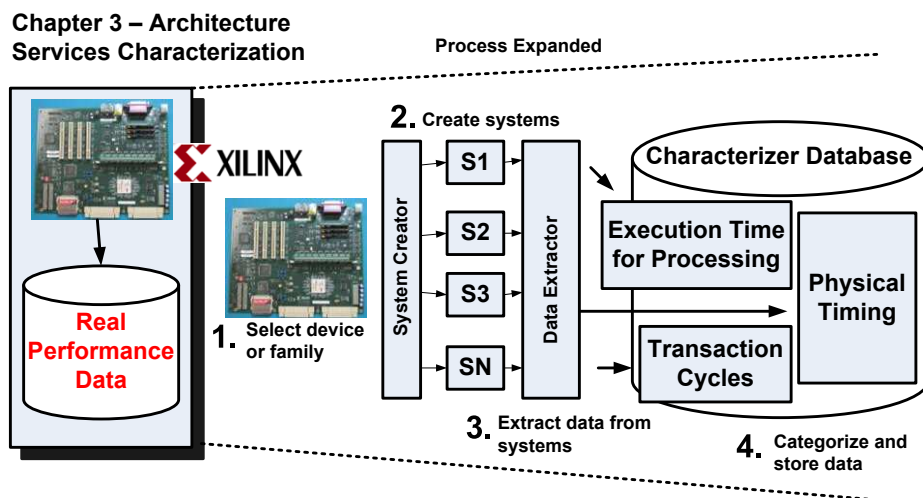 Chapter 3 – Architecture
Services Characterization
Process Expanded
XILINX
Real
Performance
Data
1. Select device
or family
2. Create systems
System Creator
S1
S2
S3
SN
Data Extractor
3. Extract data from
systems
Characterizer Database
Execution Time
for Processing
Physical
Timing
Transaction
Cycles
4. Categorize and
store data